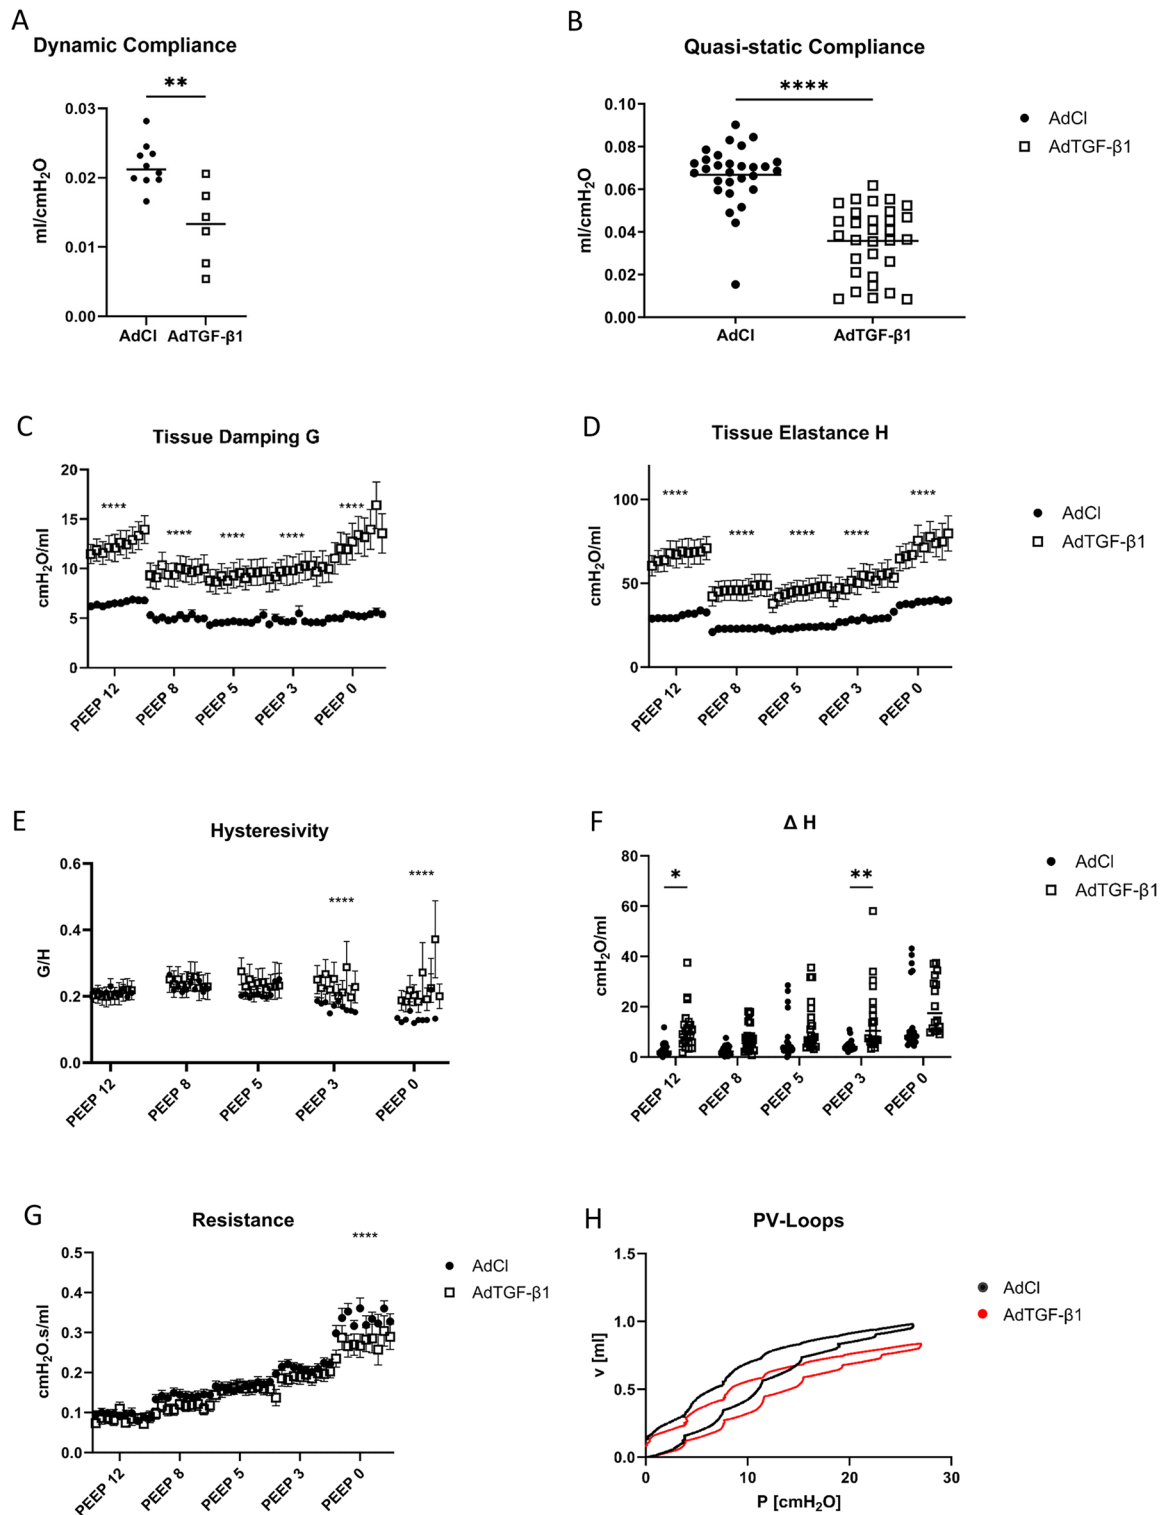 A
Dynamic Compliance
**
0.03
0.02
0.01
0.00
ml/cmH₂O
AdCl
AdTGF-β1
B
Quasi-static Compliance
****
0.10
0.08
0.06
0.04
0.02
0.00
ml/cmH₂O
AdCl
AdTGF-β1
AdCl
AdTGF-β1
C
Tissue Damping G
20
15
10
5
0
cmH₂O/ml
****
****
****
****
****
PEEP 12
PEEP 8
PEEP 5
PEEP 3
PEEP 0
D
Tissue Elastance H
100
50
0
cmH₂O/ml
****
****
****
****
****
PEEP 12
PEEP 8
PEEP 5
PEEP 3
PEEP 0
AdCl
AdTGF-β1
E
Hysteresivity
0.6
0.4
0.2
0.0
G/H
****
****
PEEP 12
PEEP 8
PEEP 5
PEEP 3
PEEP 0
F
Δ H
80
60
40
20
0
cmH₂O/ml
*
**
PEEP 12
PEEP 8
PEEP 5
PEEP 3
PEEP 0
AdCl
AdTGF-β1
G
Resistance
****
0.5
0.4
0.3
0.2
0.1
0.0
cmH₂O.s/ml
PEEP 12
PEEP 8
PEEP 5
PEEP 3
PEEP 0
AdCl
AdTGF-β1
H
PV-Loops
1.5
1.0
0.5
0.0
v [ml]
0
10
20
30
P [cmH₂O]
AdCl
AdTGF-β1